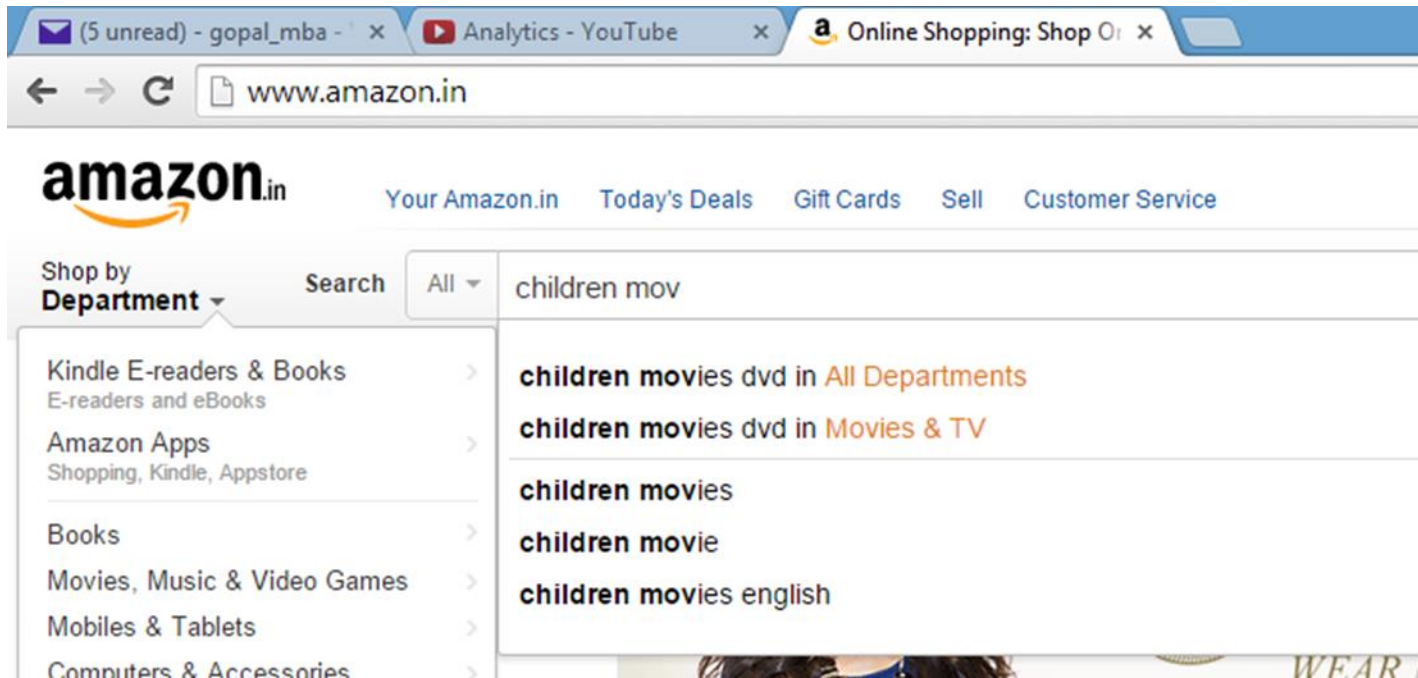 (5 unread) - gopal_mba -
Analytics - YouTube
Online Shopping: Shop
www.amazon.in
amazon.in
Your Amazon.in Today's Deals Gift Cards Sell Customer Service
Shop by
Department
Search All children mov
Kindle E-readers & Books
E-readers and eBooks
Amazon Apps
Shopping, Kindle, Appstore
Books
Movies, Music & Video Games
Mobiles & Tablets
Computers & Accessories
children movies dvd in All Departments
children movies dvd in Movies & TV
children movies
children movie
children movies english
WEAR